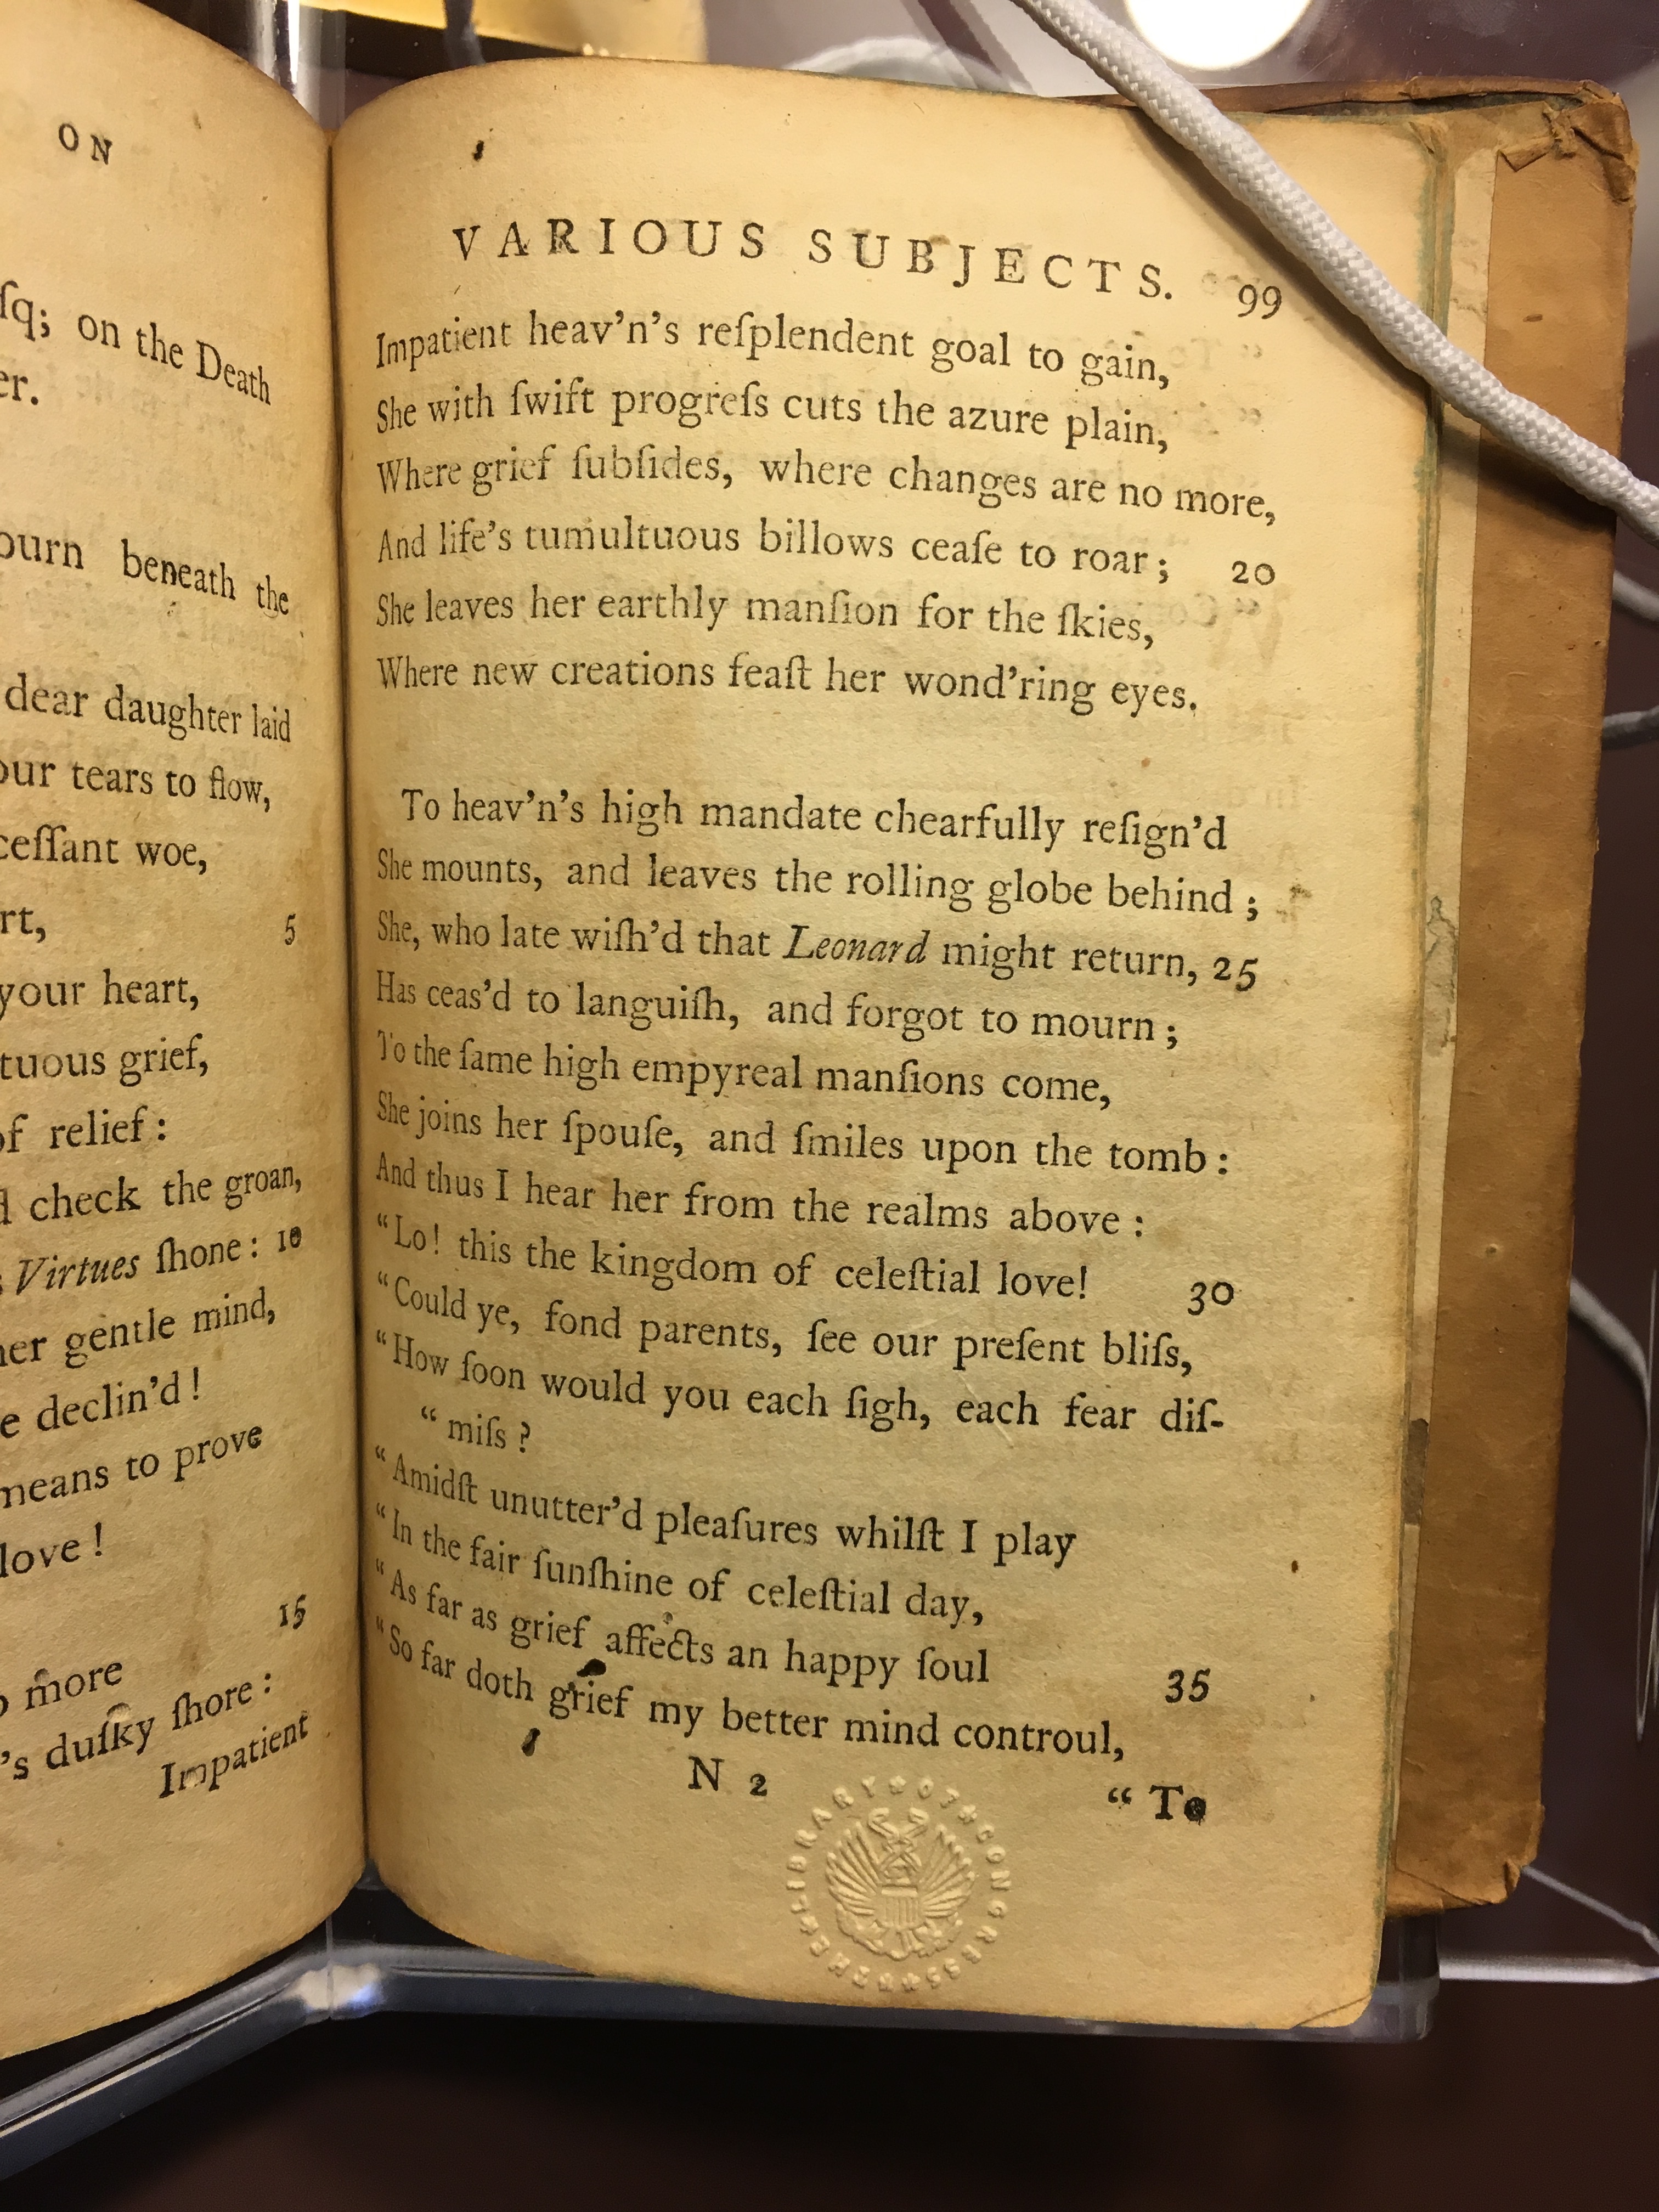 ON
ſq; on the Death
er.
ourn beneath the
dear daughter laid
our tears to flow,
ceſſant woe,
rt, 5
your heart,
tuous grief,
of relief:
d check the groan,
s Virtues ſhone: 10
her gentle mind,
e declin'd!
means to prove
love!
15
o more
's duſky ſhore:
Impatient
VARIOUS SUBJECTS. 99
Impatient heav'n's reſplendent goal to gain,
She with ſwift progreſs cuts the azure plain,
Where grief ſubſides, where changes are no more,
And life's tumultuous billows ceaſe to roar; 20
She leaves her earthly manſion for the ſkies,
Where new creations feaſt her wond'ring eyes.
To heav'n's high mandate chearfully reſign'd
She mounts, and leaves the rolling globe behind;
She, who late wiſh'd that Leonard might return, 25
Has ceas'd to languiſh, and forgot to mourn;
To the ſame high empyreal manſions come,
She joins her ſpouſe, and ſmiles upon the tomb:
And thus I hear her from the realms above:
“Lo! this the kingdom of celeſtial love! 30
“Could ye, fond parents, ſee our preſent bliſs,
“How ſoon would you each ſigh, each fear diſ-
“miſs?
“Amidſt unutter'd pleaſures whilſt I play
“In the fair ſunſhine of celeſtial day,
“As far as grief affects an happy ſoul 35
“So far doth grief my better mind controul,
N 2 “To
THE LIBRARY OF CONGRESS